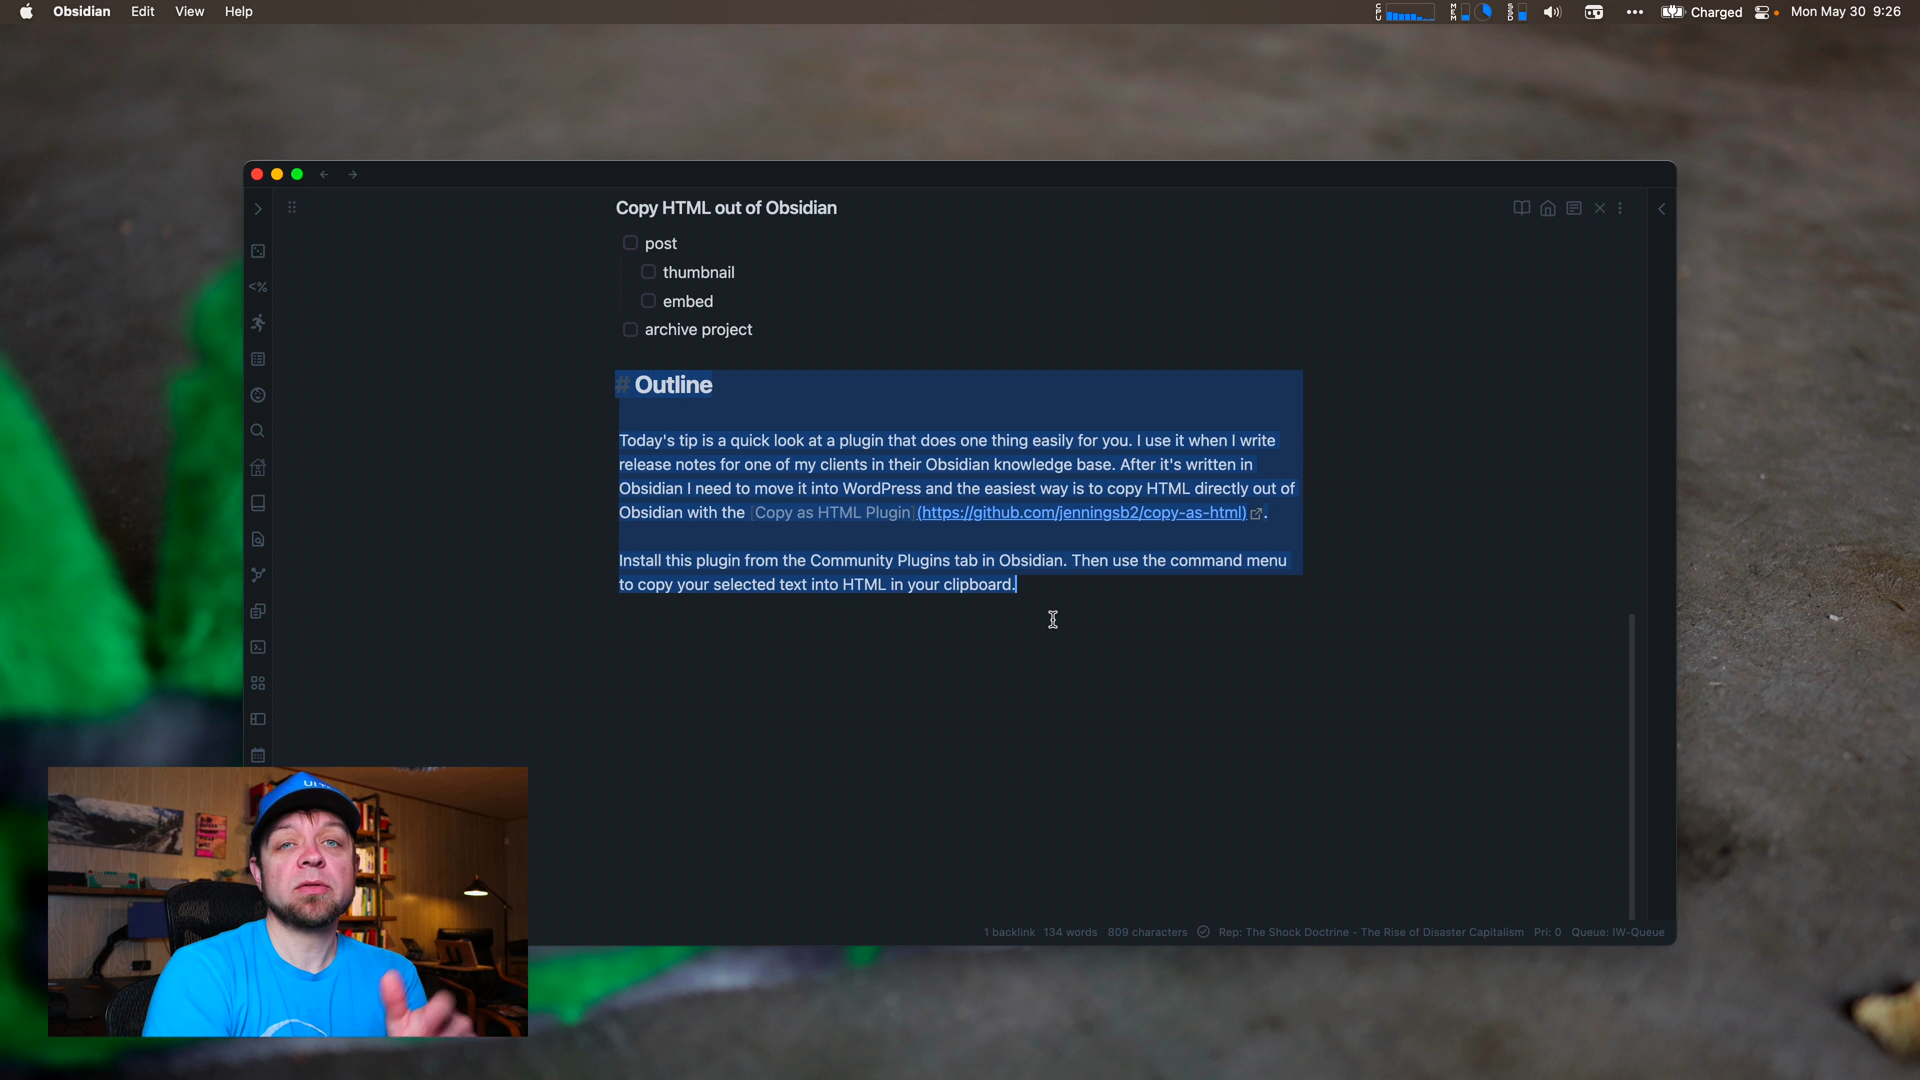 Obsidian Edit View Help
CPU MEM SSD Charged Mon May 30 9:26
Copy HTML out of Obsidian
post
thumbnail
embed
archive project
# Outline
Today's tip is a quick look at a plugin that does one thing easily for you. I use it when I write
release notes for one of my clients in their Obsidian knowledge base. After it's written in
Obsidian I need to move it into WordPress and the easiest way is to copy HTML directly out of
Obsidian with the [Copy as HTML Plugin](https://github.com/jenningsb2/copy-as-html).
Install this plugin from the Community Plugins tab in Obsidian. Then use the command menu
to copy your selected text into HTML in your clipboard.
<%
1 backlink 134 words 809 characters Rep: The Shock Doctrine - The Rise of Disaster Capitalism Pri: 0 Queue: IW-Queue